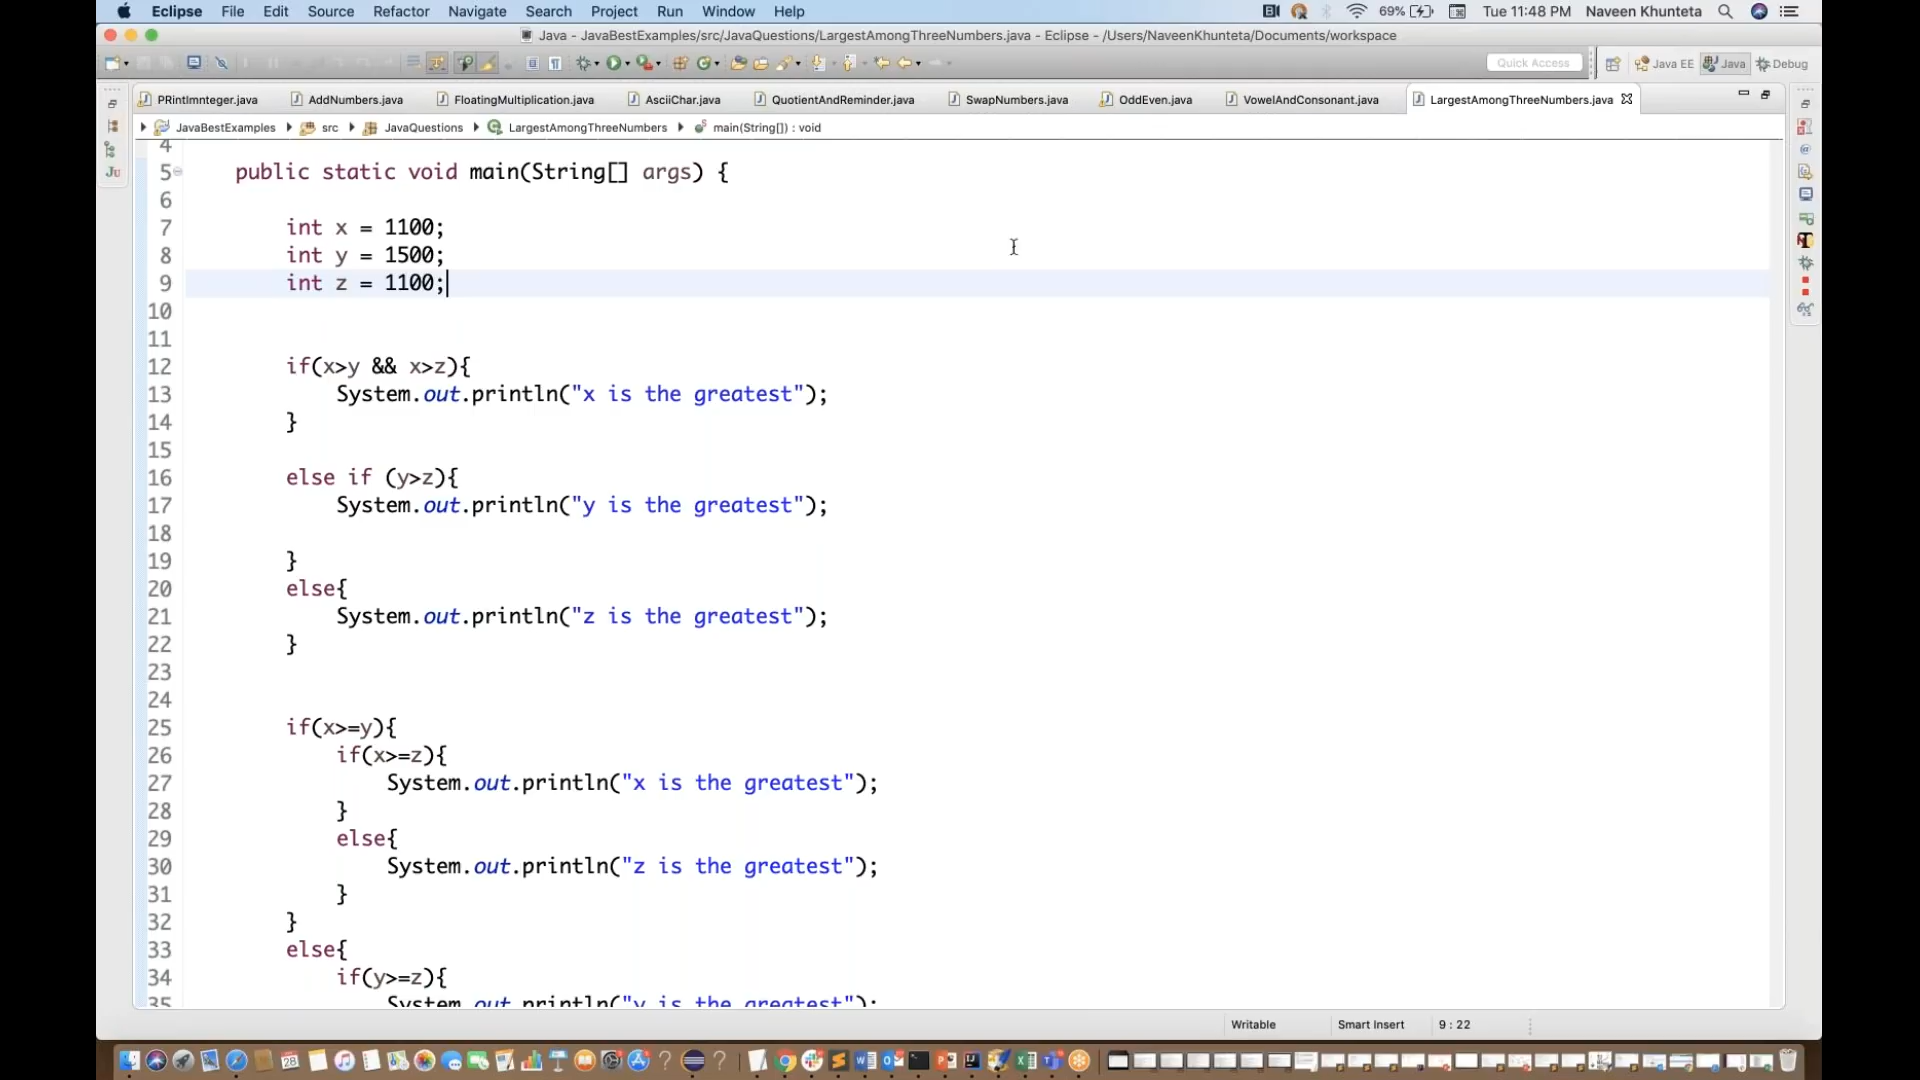 Eclipse File Edit Source Refactor Navigate Search Project Run Window Help 69% Tue 11:48 PM Naveen Khunteta
Java - JavaBestExamples/src/JavaQuestions/LargestAmongThreeNumbers.java - Eclipse - /Users/NaveenKhunteta/Documents/workspace
Quick Access Java EE Java Debug
PRintImnteger.java AddNumbers.java FloatingMultiplication.java AsciiChar.java QuotientAndReminder.java SwapNumbers.java OddEven.java VowelAndConsonant.java LargestAmongThreeNumbers.java
JavaBestExamples src JavaQuestions LargestAmongThreeNumbers main(String[]) : void
4
5 public static void main(String[] args) {
6
7 int x = 1100;
8 int y = 1500;
9 int z = 1100;
10
11
12 if(x>y && x>z){
13 System.out.println("x is the greatest");
14 }
15
16 else if (y>z){
17 System.out.println("y is the greatest");
18
19 }
20 else{
21 System.out.println("z is the greatest");
22 }
23
24
25 if(x>=y){
26 if(x>=z){
27 System.out.println("x is the greatest");
28 }
29 else{
30 System.out.println("z is the greatest");
31 }
32 }
33 else{
34 if(y>=z){
35 System.out.println("y is the greatest");
Writable Smart Insert 9 : 22